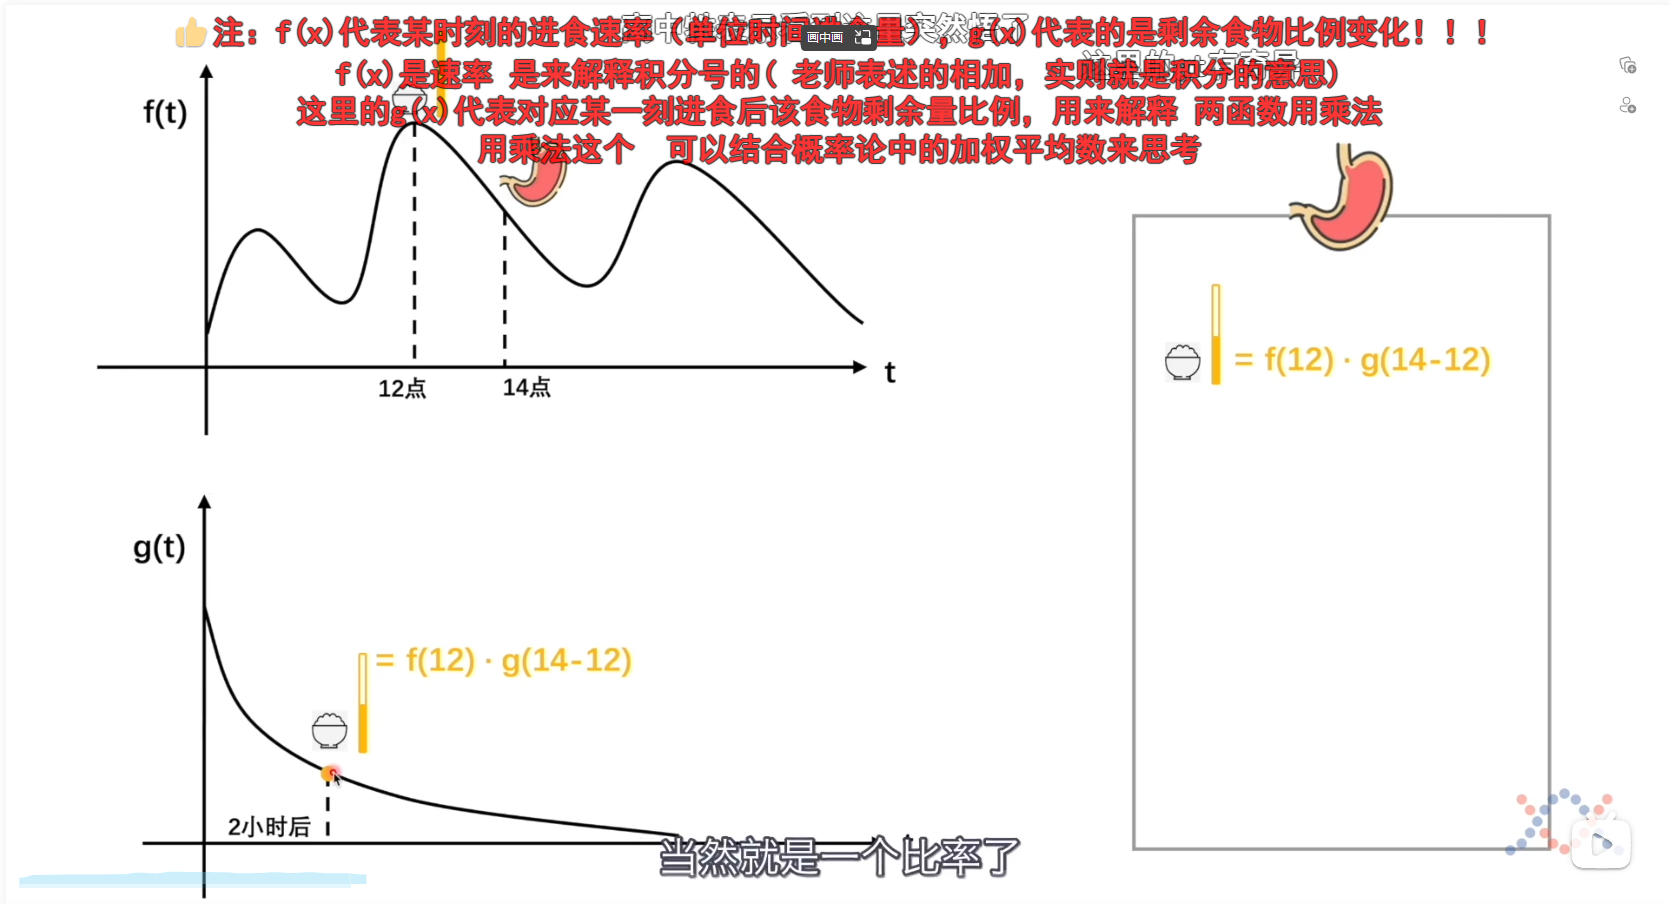 注：f(x)代表某时刻的进食速率（单位时间进食量），g(x)代表的是剩余食物比例变化！！！
画中画
f(x)是速率 是来解释积分号的( 老师表述的相加，实则就是积分的意思)
这里的g(x)代表对应某一刻进食后该食物剩余量比例，用来解释 两函数用乘法
用乘法这个 可以结合概率论中的加权平均数来思考
f(t)
12点
14点
t
= f(12) · g(14-12)
g(t)
= f(12) · g(14-12)
2小时后
当然就是一个比率了